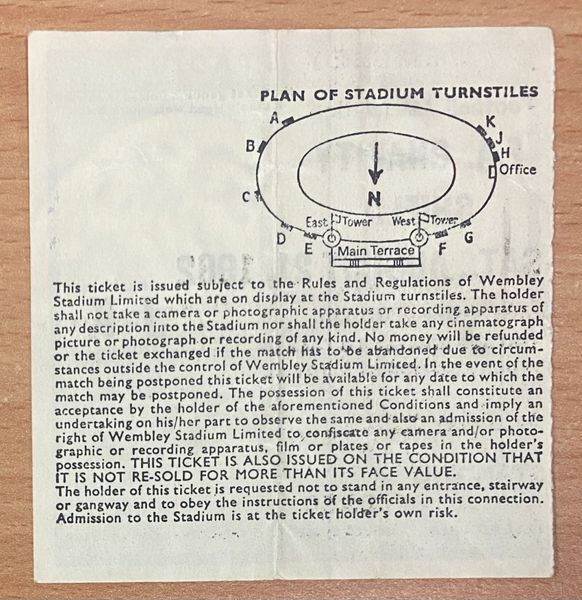 PLAN OF STADIUM TURNSTILES
A
K
J
B
H
Office
N
C
East Tower
West Tower
D
E
Main Terrace
F
G
This ticket is issued subject to the Rules and Regulations of Wembley
Stadium Limited which are on display at the Stadium turnstiles. The holder
shall not take a camera or photographic apparatus or recording apparatus of
any description into the Stadium nor shall the holder take any cinematograph
picture or photograph or recording of any kind. No money will be refunded
or the ticket exchanged if the match has to be abandoned due to circum-
stances outside the control of Wembley Stadium Limited. In the event of the
match being postponed this ticket will be available for any date to which the
match may be postponed. The possession of this ticket shall constitute an
acceptance by the holder of the aforementioned Conditions and imply an
undertaking on his/her part to observe the same and also an admission of the
right of Wembley Stadium Limited to confiscate any camera and/or photo-
graphic or recording apparatus, film or plates or tapes in the holder's
possession. THIS TICKET IS ALSO ISSUED ON THE CONDITION THAT
IT IS NOT RE-SOLD FOR MORE THAN ITS FACE VALUE.
The holder of this ticket is requested not to stand in any entrance, stairway
or gangway and to obey the instructions of the officials in this connection.
Admission to the Stadium is at the ticket holder's own risk.